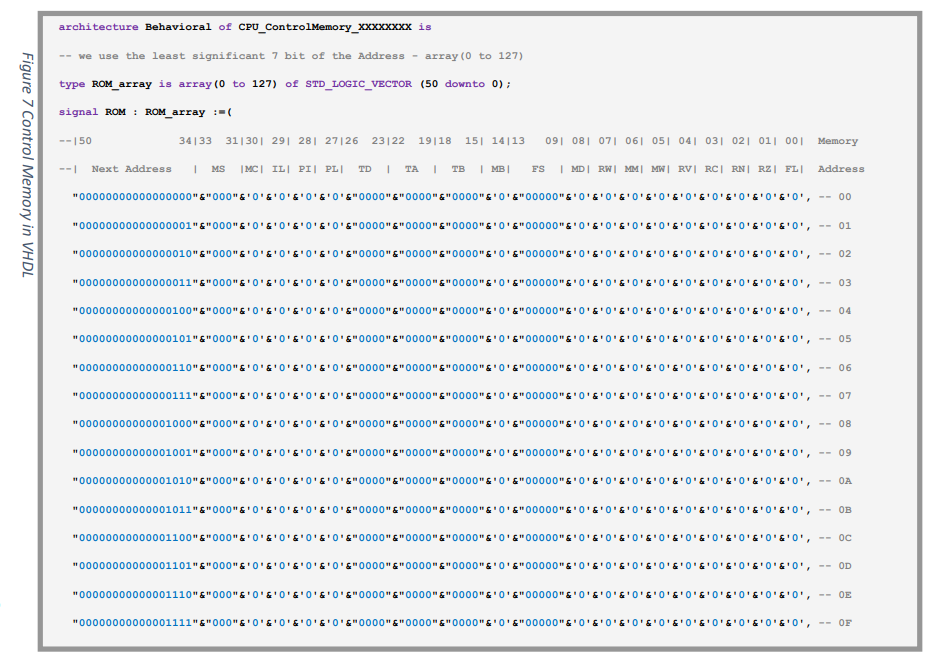 Figure 7 Control Memory in VHDL
architecture Behavioral of CPU_ControlMemory_XXXXXXXX is
-- we use the least significant 7 bit of the Address - array(0 to 127)
type ROM_array is array(0 to 127) of STD_LOGIC_VECTOR (50 downto 0);
signal ROM : ROM_array :=(
--|50 34|33 31|30| 29| 28| 27|26 23|22 19|18 15| 14|13 09| 08| 07| 06| 05| 04| 03| 02| 01| 00| Memory
--| Next Address | MS |MC| IL| PI| PL| TD | TA | TB | MB| FS | MD| RW| MM| MW| RV| RC| RN| RZ| FL| Address
"00000000000000000"&"000"&'0'&'0'&'0'&'0'&"0000"&"0000"&"0000"&'0'&"00000"&'0'&'0'&'0'&'0'&'0'&'0'&'0'&'0'&'0', -- 00
"00000000000000001"&"000"&'0'&'0'&'0'&'0'&"0000"&"0000"&"0000"&'0'&"00000"&'0'&'0'&'0'&'0'&'0'&'0'&'0'&'0'&'0', -- 01
"00000000000000010"&"000"&'0'&'0'&'0'&'0'&"0000"&"0000"&"0000"&'0'&"00000"&'0'&'0'&'0'&'0'&'0'&'0'&'0'&'0'&'0', -- 02
"00000000000000011"&"000"&'0'&'0'&'0'&'0'&"0000"&"0000"&"0000"&'0'&"00000"&'0'&'0'&'0'&'0'&'0'&'0'&'0'&'0'&'0', -- 03
"00000000000000100"&"000"&'0'&'0'&'0'&'0'&"0000"&"0000"&"0000"&'0'&"00000"&'0'&'0'&'0'&'0'&'0'&'0'&'0'&'0'&'0', -- 04
"00000000000000101"&"000"&'0'&'0'&'0'&'0'&"0000"&"0000"&"0000"&'0'&"00000"&'0'&'0'&'0'&'0'&'0'&'0'&'0'&'0'&'0', -- 05
"00000000000000110"&"000"&'0'&'0'&'0'&'0'&"0000"&"0000"&"0000"&'0'&"00000"&'0'&'0'&'0'&'0'&'0'&'0'&'0'&'0'&'0', -- 06
"00000000000000111"&"000"&'0'&'0'&'0'&'0'&"0000"&"0000"&"0000"&'0'&"00000"&'0'&'0'&'0'&'0'&'0'&'0'&'0'&'0'&'0', -- 07
"00000000000001000"&"000"&'0'&'0'&'0'&'0'&"0000"&"0000"&"0000"&'0'&"00000"&'0'&'0'&'0'&'0'&'0'&'0'&'0'&'0'&'0', -- 08
"00000000000001001"&"000"&'0'&'0'&'0'&'0'&"0000"&"0000"&"0000"&'0'&"00000"&'0'&'0'&'0'&'0'&'0'&'0'&'0'&'0'&'0', -- 09
"00000000000001010"&"000"&'0'&'0'&'0'&'0'&"0000"&"0000"&"0000"&'0'&"00000"&'0'&'0'&'0'&'0'&'0'&'0'&'0'&'0'&'0', -- 0A
"00000000000001011"&"000"&'0'&'0'&'0'&'0'&"0000"&"0000"&"0000"&'0'&"00000"&'0'&'0'&'0'&'0'&'0'&'0'&'0'&'0'&'0', -- 0B
"00000000000001100"&"000"&'0'&'0'&'0'&'0'&"0000"&"0000"&"0000"&'0'&"00000"&'0'&'0'&'0'&'0'&'0'&'0'&'0'&'0'&'0', -- 0C
"00000000000001101"&"000"&'0'&'0'&'0'&'0'&"0000"&"0000"&"0000"&'0'&"00000"&'0'&'0'&'0'&'0'&'0'&'0'&'0'&'0'&'0', -- 0D
"00000000000001110"&"000"&'0'&'0'&'0'&'0'&"0000"&"0000"&"0000"&'0'&"00000"&'0'&'0'&'0'&'0'&'0'&'0'&'0'&'0'&'0', -- 0E
"00000000000001111"&"000"&'0'&'0'&'0'&'0'&"0000"&"0000"&"0000"&'0'&"00000"&'0'&'0'&'0'&'0'&'0'&'0'&'0'&'0'&'0', -- 0F